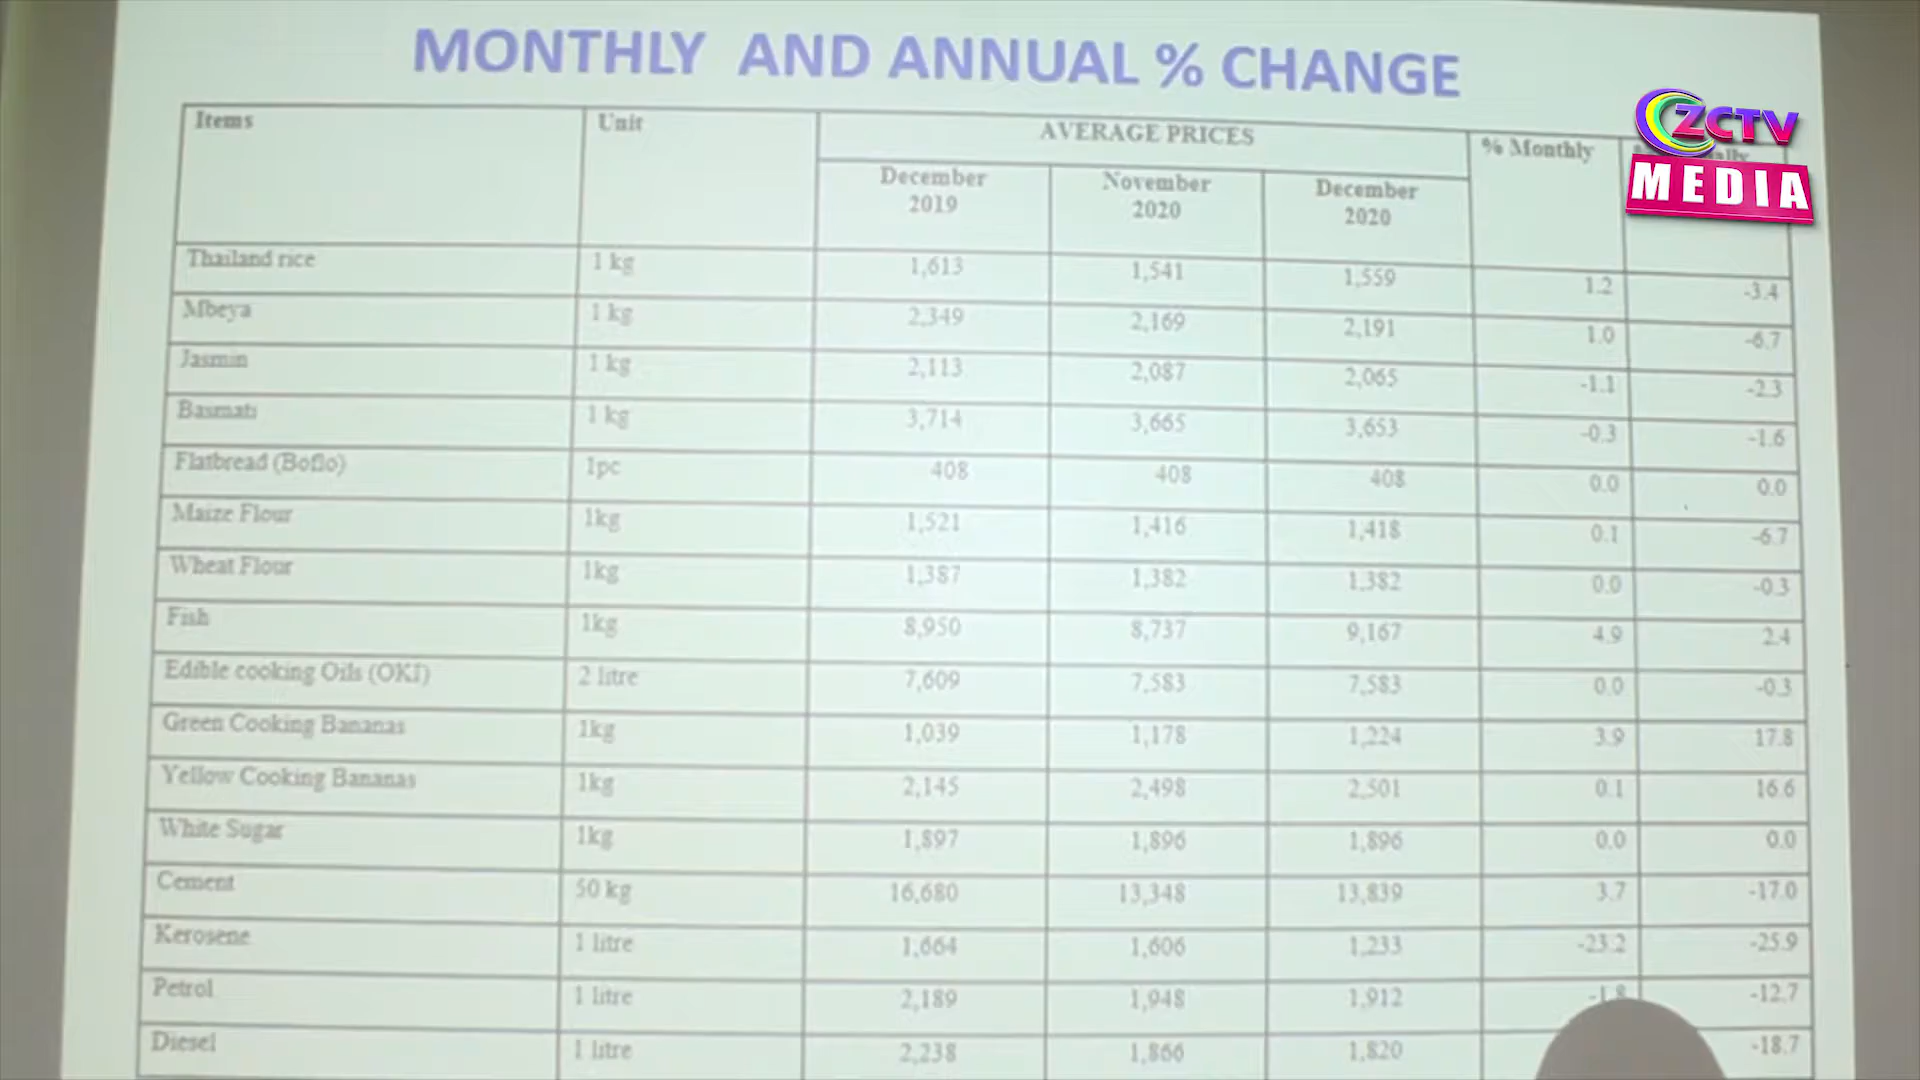 MONTHLY AND ANNUAL % CHANGE
ZCTV
MEDIA
Items Unit AVERAGE PRICES % Monthly
December 2019 November 2020 December 2020
Thailand rice 1 kg 1,613 1,541 1,559 1.2 -3.4
Mbeya 1 kg 2,349 2,169 2,191 1.0 -6.7
Jasmin 1 kg 2,113 2,087 2,065 -1.1 -2.3
Basmati 1 kg 3,714 3,665 3,653 -0.3 -1.6
Flatbread (Boflo) 1pc 408 408 408 0.0 0.0
Maize Flour 1kg 1,521 1,416 1,418 0.1 -6.7
Wheat Flour 1kg 1,387 1,382 1,382 0.0 -0.3
Fish 1kg 8,950 8,737 9,167 4.9 2.4
Edible cooking Oils (OKI) 2 litre 7,609 7,583 7,583 0.0 -0.3
Green Cooking Bananas 1kg 1,039 1,178 1,224 3.9 17.8
Yellow Cooking Bananas 1kg 2,145 2,498 2,501 0.1 16.6
White Sugar 1kg 1,897 1,896 1,896 0.0 0.0
Cement 50 kg 16,680 13,348 13,839 3.7 -17.0
Kerosene 1 litre 1,664 1,606 1,233 -23.2 -25.9
Petrol 1 litre 2,189 1,948 1,912 -1.8 -12.7
Diesel 1 litre 2,238 1,866 1,820 -18.7